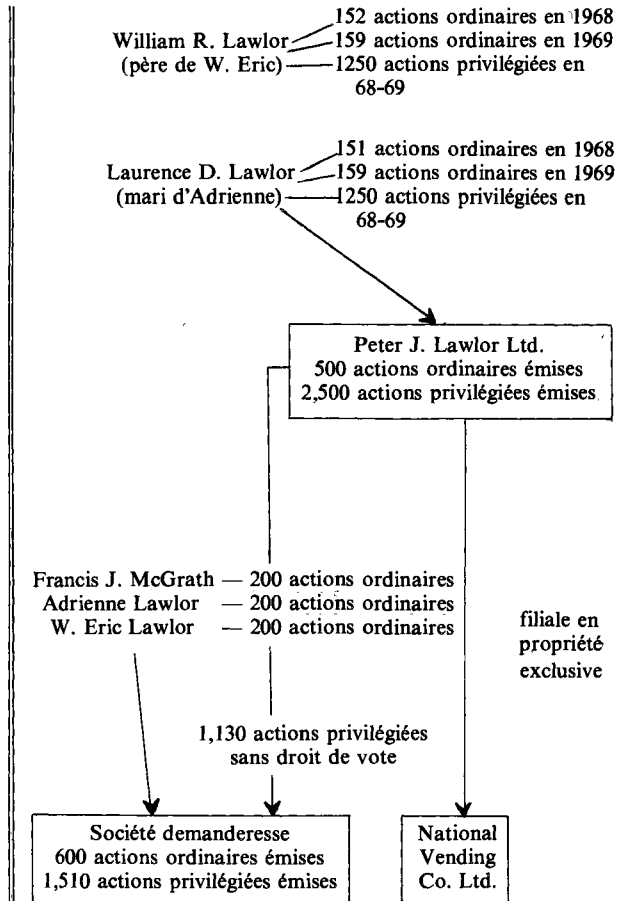 152 actions ordinaires en 1968
William R. Lawlor 159 actions ordinaires en 1969
(père de W. Eric) 1250 actions privilégiées en
68-69
151 actions ordinaires en 1968
Laurence D. Lawlor 159 actions ordinaires en 1969
(mari d'Adrienne) 1250 actions privilégiées en
68-69
Peter J. Lawlor Ltd.
500 actions ordinaires émises
2,500 actions privilégiées émises
Francis J. McGrath — 200 actions ordinaires
Adrienne Lawlor — 200 actions ordinaires
W. Eric Lawlor — 200 actions ordinaires
filiale en
propriété
exclusive
1,130 actions privilégiées
sans droit de vote
Société demanderesse
600 actions ordinaires émises
1,510 actions privilégiées émises
National
Vending
Co. Ltd.